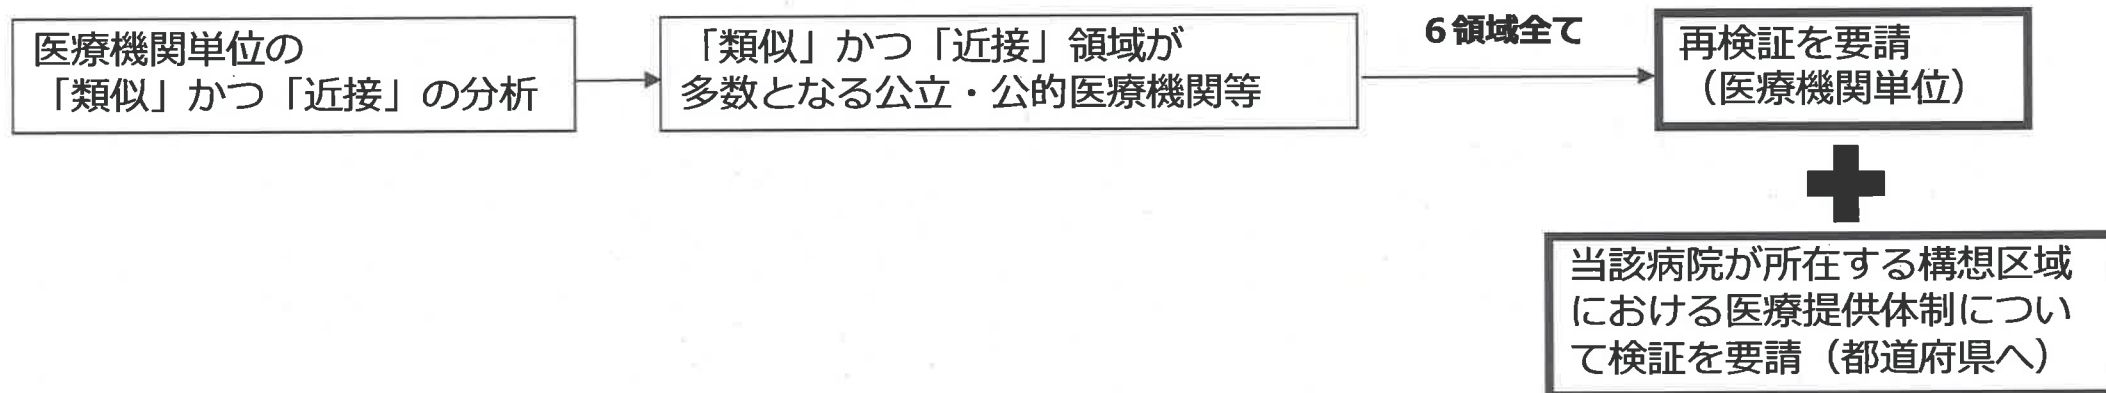 医療機関単位の
「類似」かつ「近接」の分析
「類似」かつ「近接」領域が
多数となる公立・公的医療機関等
6領域全て
再検証を要請
（医療機関単位）
当該病院が所在する構想区域
における医療提供体制につい
て検証を要請（都道府県へ）